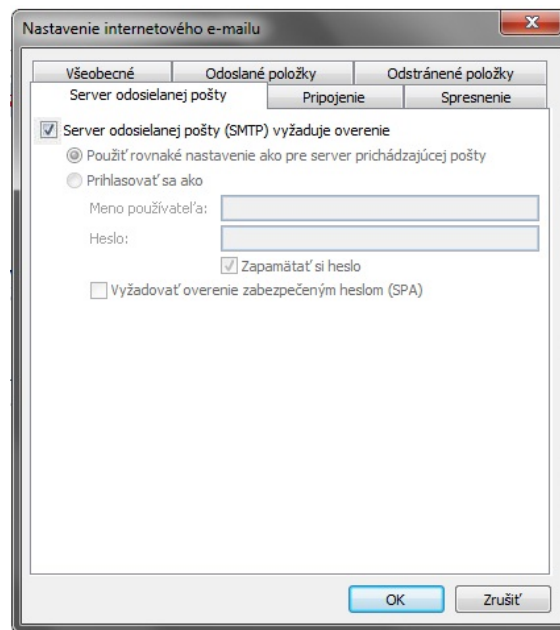 Nastavenie internetového e-mailu
Všeobecné Odoslané položky Odstránené položky
Server odosielanej pošty Pripojenie Spresnenie
Server odosielanej pošty (SMTP) vyžaduje overenie
Použiť rovnaké nastavenie ako pre server prichádzajúcej pošty
Prihlasovať sa ako
Meno používateľa:
Heslo:
Zapamätať si heslo
Vyžadovať overenie zabezpečeným heslom (SPA)
OK Zrušiť